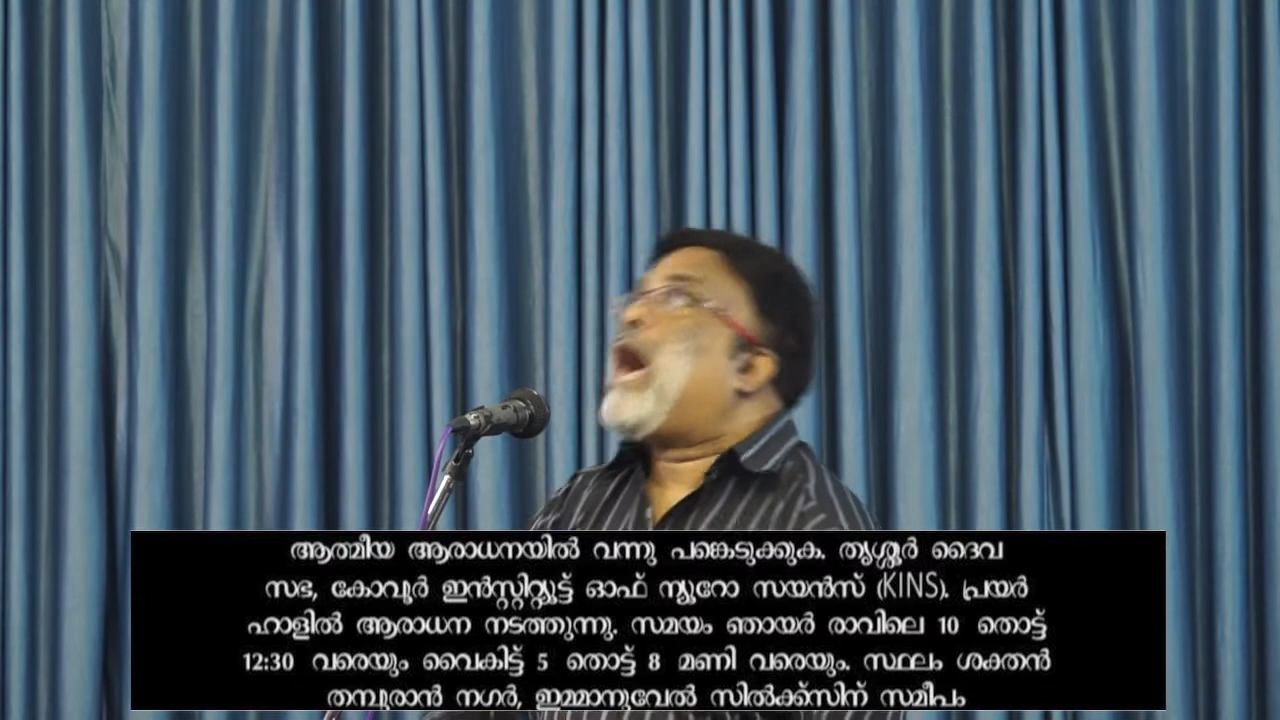 ആത്മീയ ആരാധനയിൽ വന്നു പങ്കെടുക്കുക. തൃശ്ശൂർ ദൈവ
സഭ, കോവൂർ ഇൻസ്റ്റിറ്റ്യൂട്ട് ഓഫ് ന്യൂറോ സയൻസ് (KINS). പ്രയർ
ഹാളിൽ ആരാധന നടത്തുന്നു. സമയം ഞായർ രാവിലെ 10 തൊട്ട്
12:30 വരെയും വൈകിട്ട് 5 തൊട്ട് 8 മണി വരെയും. സ്ഥലം ശക്തൻ
തമ്പുരാൻ നഗർ, ഇമ്മാനുവേൽ സിൽക്ക്സിന് സമീപം